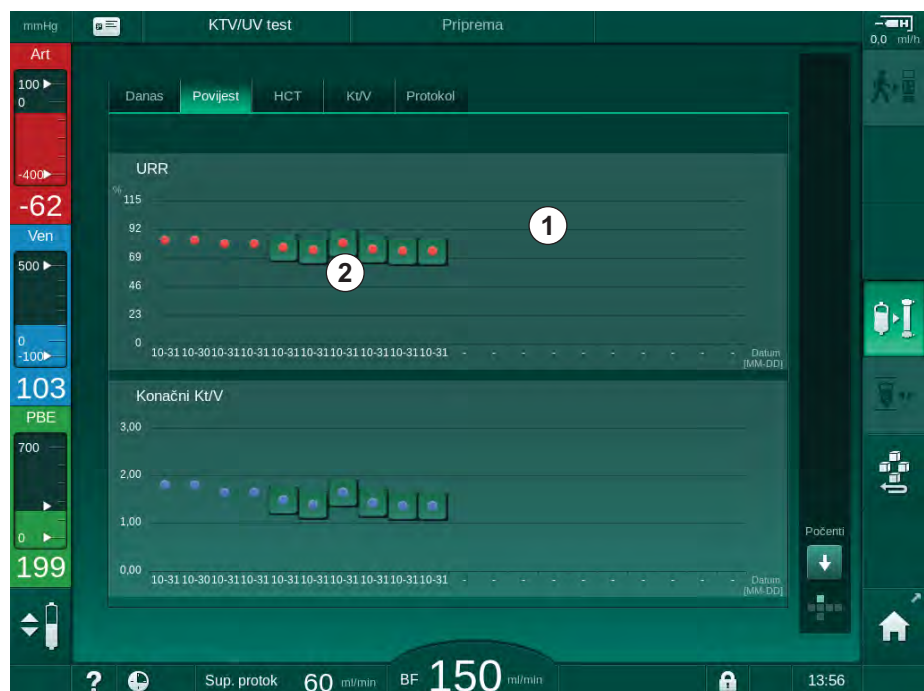 mmHg
KTV/UV test
Priprema
0,0 ml/h
Art
100
0
-400
-62
Ven
500
0
-100
103
PBE
700
0
199
Danas Povijest HCT Kt/V Protokol
URR
%
115
92
69
46
23
0
10-31 10-30 10-31 10-31 10-31 10-31 10-31 10-31 10-31 10-31 - - - - - - - - - -
Datum
[MM-DD]
1
2
Konačni Kt/V
3,00
2,00
1,00
0,00
10-31 10-30 10-31 10-31 10-31 10-31 10-31 10-31 10-31 10-31 - - - - - - - - - -
Datum
[MM-DD]
Počenti
? Sup. protok 60 ml/min BF 150 ml/min 13:56